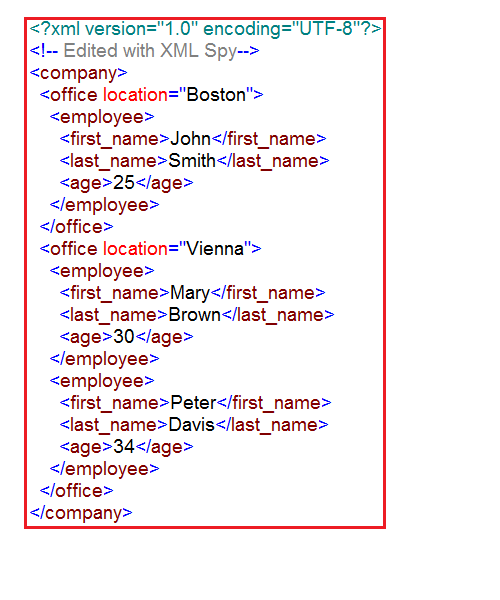 <?xml version="1.0" encoding="UTF-8"?>
<!-- Edited with XML Spy-->
<company>
  <office location="Boston">
    <employee>
      <first_name>John</first_name>
      <last_name>Smith</last_name>
      <age>25</age>
    </employee>
  </office>
  <office location="Vienna">
    <employee>
      <first_name>Mary</first_name>
      <last_name>Brown</last_name>
      <age>30</age>
    </employee>
    <employee>
      <first_name>Peter</first_name>
      <last_name>Davis</last_name>
      <age>34</age>
    </employee>
  </office>
</company>